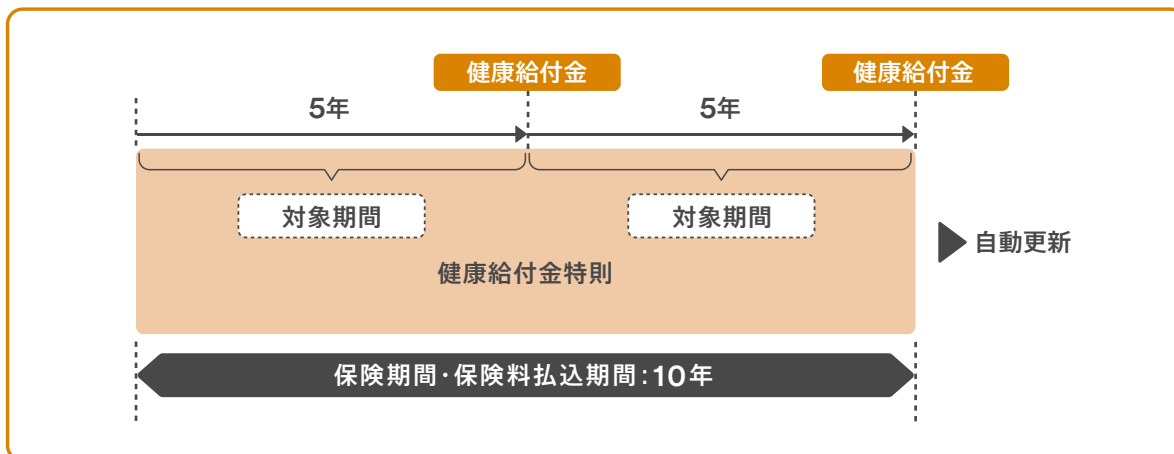 健康給付金
健康給付金
5年
5年
対象期間
対象期間
健康給付金特則
自動更新
保険期間・保険料払込期間:10年